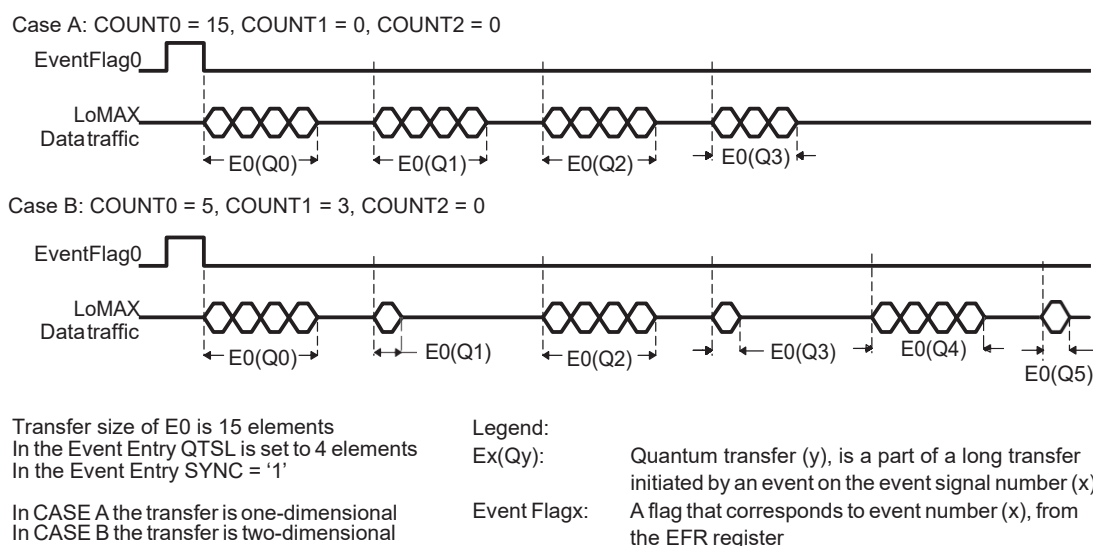 Case A: COUNT0 = 15, COUNT1 = 0, COUNT2 = 0
EventFlag0
LoMAX
Datatraffic
E0(Q0) E0(Q1) E0(Q2) E0(Q3)
Case B: COUNT0 = 5, COUNT1 = 3, COUNT2 = 0
EventFlag0
LoMAX
Datatraffic
E0(Q0) E0(Q1) E0(Q2) E0(Q3) E0(Q4) E0(Q5)
Transfer size of E0 is 15 elements
In the Event Entry QTSL is set to 4 elements
In the Event Entry SYNC = ‘1’
In CASE A the transfer is one-dimensional
In CASE B the transfer is two-dimensional
Legend:
Ex(Qy): Quantum transfer (y), is a part of a long transfer
initiated by an event on the event signal number (x)
Event Flagx: A flag that corresponds to event number (x), from
the EFR register